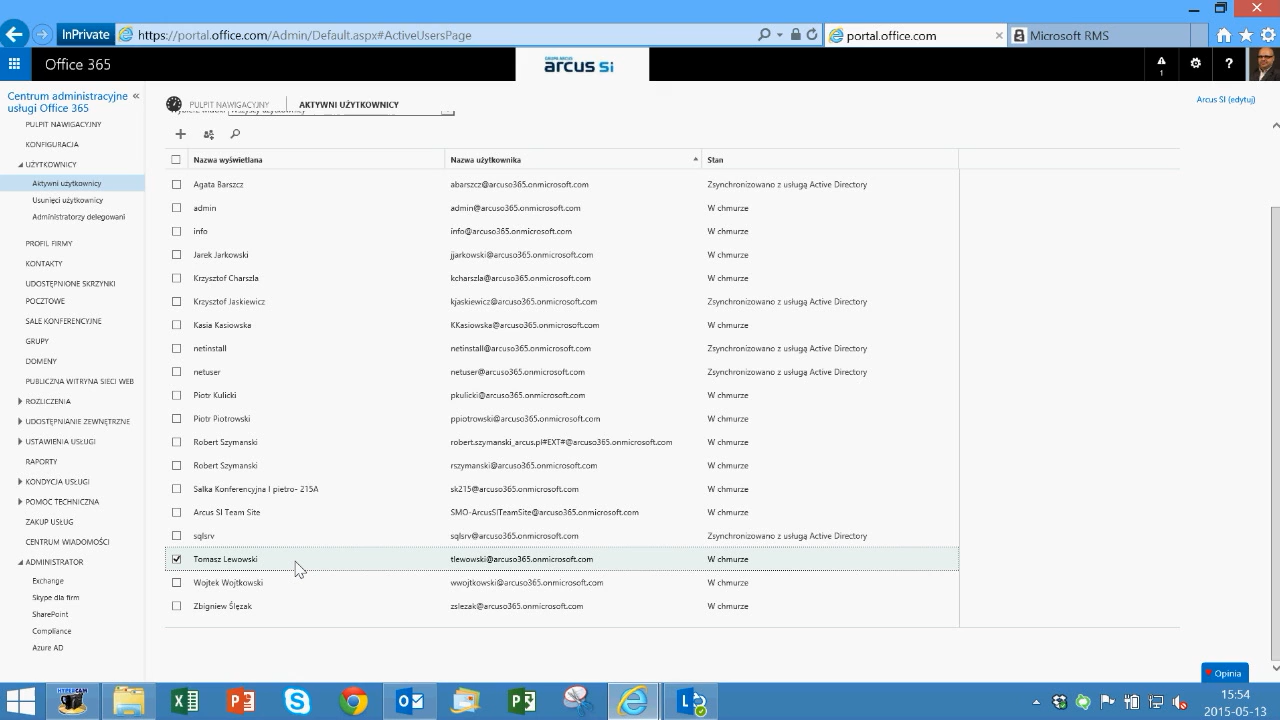 InPrivate
https://portal.office.com/Admin/Default.aspx#ActiveUsersPage
portal.office.com
Microsoft RMS
Office 365
GRUPA ARCUS
arcus si
1
Centrum administracyjne
usługi Office 365
PULPIT NAWIGACYJNY
KONFIGURACJA
UŻYTKOWNICY
Aktywni użytkownicy
Usunięci użytkownicy
Administratorzy delegowani
PROFIL FIRMY
KONTAKTY
UDOSTĘPNIONE SKRZYNKI
POCZTOWE
SALE KONFERENCYJNE
GRUPY
DOMENY
PUBLICZNA WITRYNA SIECI WEB
ROZLICZENIA
UDOSTĘPNIANIE ZEWNĘTRZNE
USTAWIENIA USŁUGI
RAPORTY
KONDYCJA USŁUGI
POMOC TECHNICZNA
ZAKUP USŁUG
CENTRUM WIADOMOŚCI
ADMINISTRATOR
Exchange
Skype dla firm
SharePoint
Compliance
Azure AD
PULPIT NAWIGACYJNY
AKTYWNI UŻYTKOWNICY
Arcus SI (edytuj)
Nazwa wyświetlana Nazwa użytkownika Stan
Agata Barszcz abarszcz@arcuso365.onmicrosoft.com Zsynchronizowano z usługą Active Directory
admin admin@arcuso365.onmicrosoft.com W chmurze
info info@arcuso365.onmicrosoft.com W chmurze
Jarek Jarkowski jjarkowski@arcuso365.onmicrosoft.com W chmurze
Krzysztof Charszla kcharszla@arcuso365.onmicrosoft.com W chmurze
Krzysztof Jaskiewicz kjaskiewicz@arcuso365.onmicrosoft.com Zsynchronizowano z usługą Active Directory
Kasia Kasiowska KKasiowska@arcuso365.onmicrosoft.com W chmurze
netinstall netinstall@arcuso365.onmicrosoft.com Zsynchronizowano z usługą Active Directory
netuser netuser@arcuso365.onmicrosoft.com Zsynchronizowano z usługą Active Directory
Piotr Kulicki pkulicki@arcuso365.onmicrosoft.com W chmurze
Piotr Piotrowski ppiotrowski@arcuso365.onmicrosoft.com W chmurze
Robert Szymanski robert.szymanski_arcus.pl#EXT#@arcuso365.onmicrosoft.com W chmurze
Robert Szymanski rszymanski@arcuso365.onmicrosoft.com W chmurze
Salka Konferencyjna I pietro- 215A sk215@arcuso365.onmicrosoft.com W chmurze
Arcus SI Team Site SMO-ArcusSITeamSite@arcuso365.onmicrosoft.com W chmurze
sqlsrv sqlsrv@arcuso365.onmicrosoft.com Zsynchronizowano z usługą Active Directory
Tomasz Lewowski tlewowski@arcuso365.onmicrosoft.com W chmurze
Wojtek Wojtkowski wwojtkowski@arcuso365.onmicrosoft.com W chmurze
Zbigniew Ślęzak zslezak@arcuso365.onmicrosoft.com W chmurze
Opinia
HYPERCAM
15:54
2015-05-13